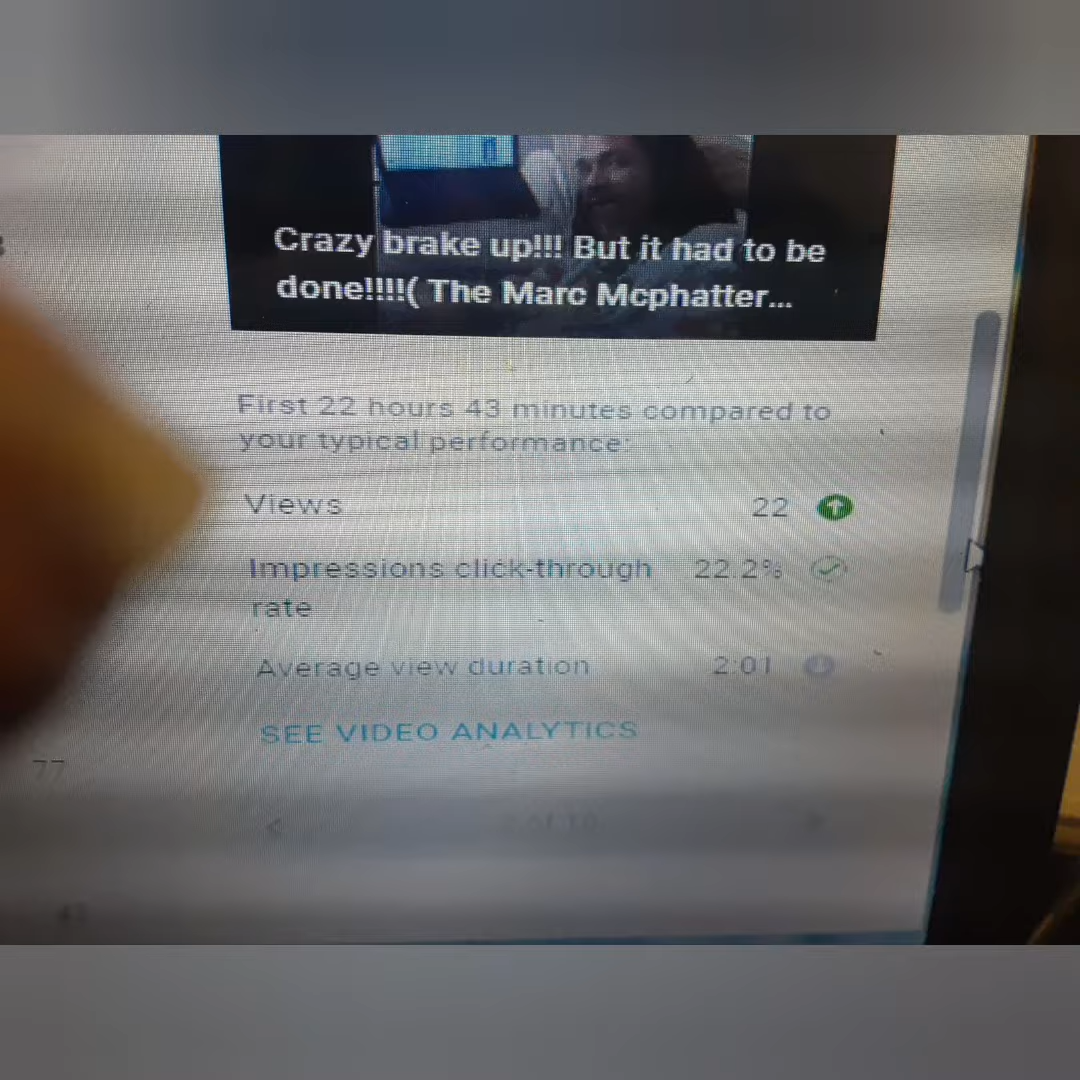 Crazy brake up!!! But it had to be
done!!!!( The Marc Mcphatter...
First 22 hours 43 minutes compared to
your typical performance:
Views 22
Impressions click-through 22.2%
rate
Average view duration 2:01
SEE VIDEO ANALYTICS
77